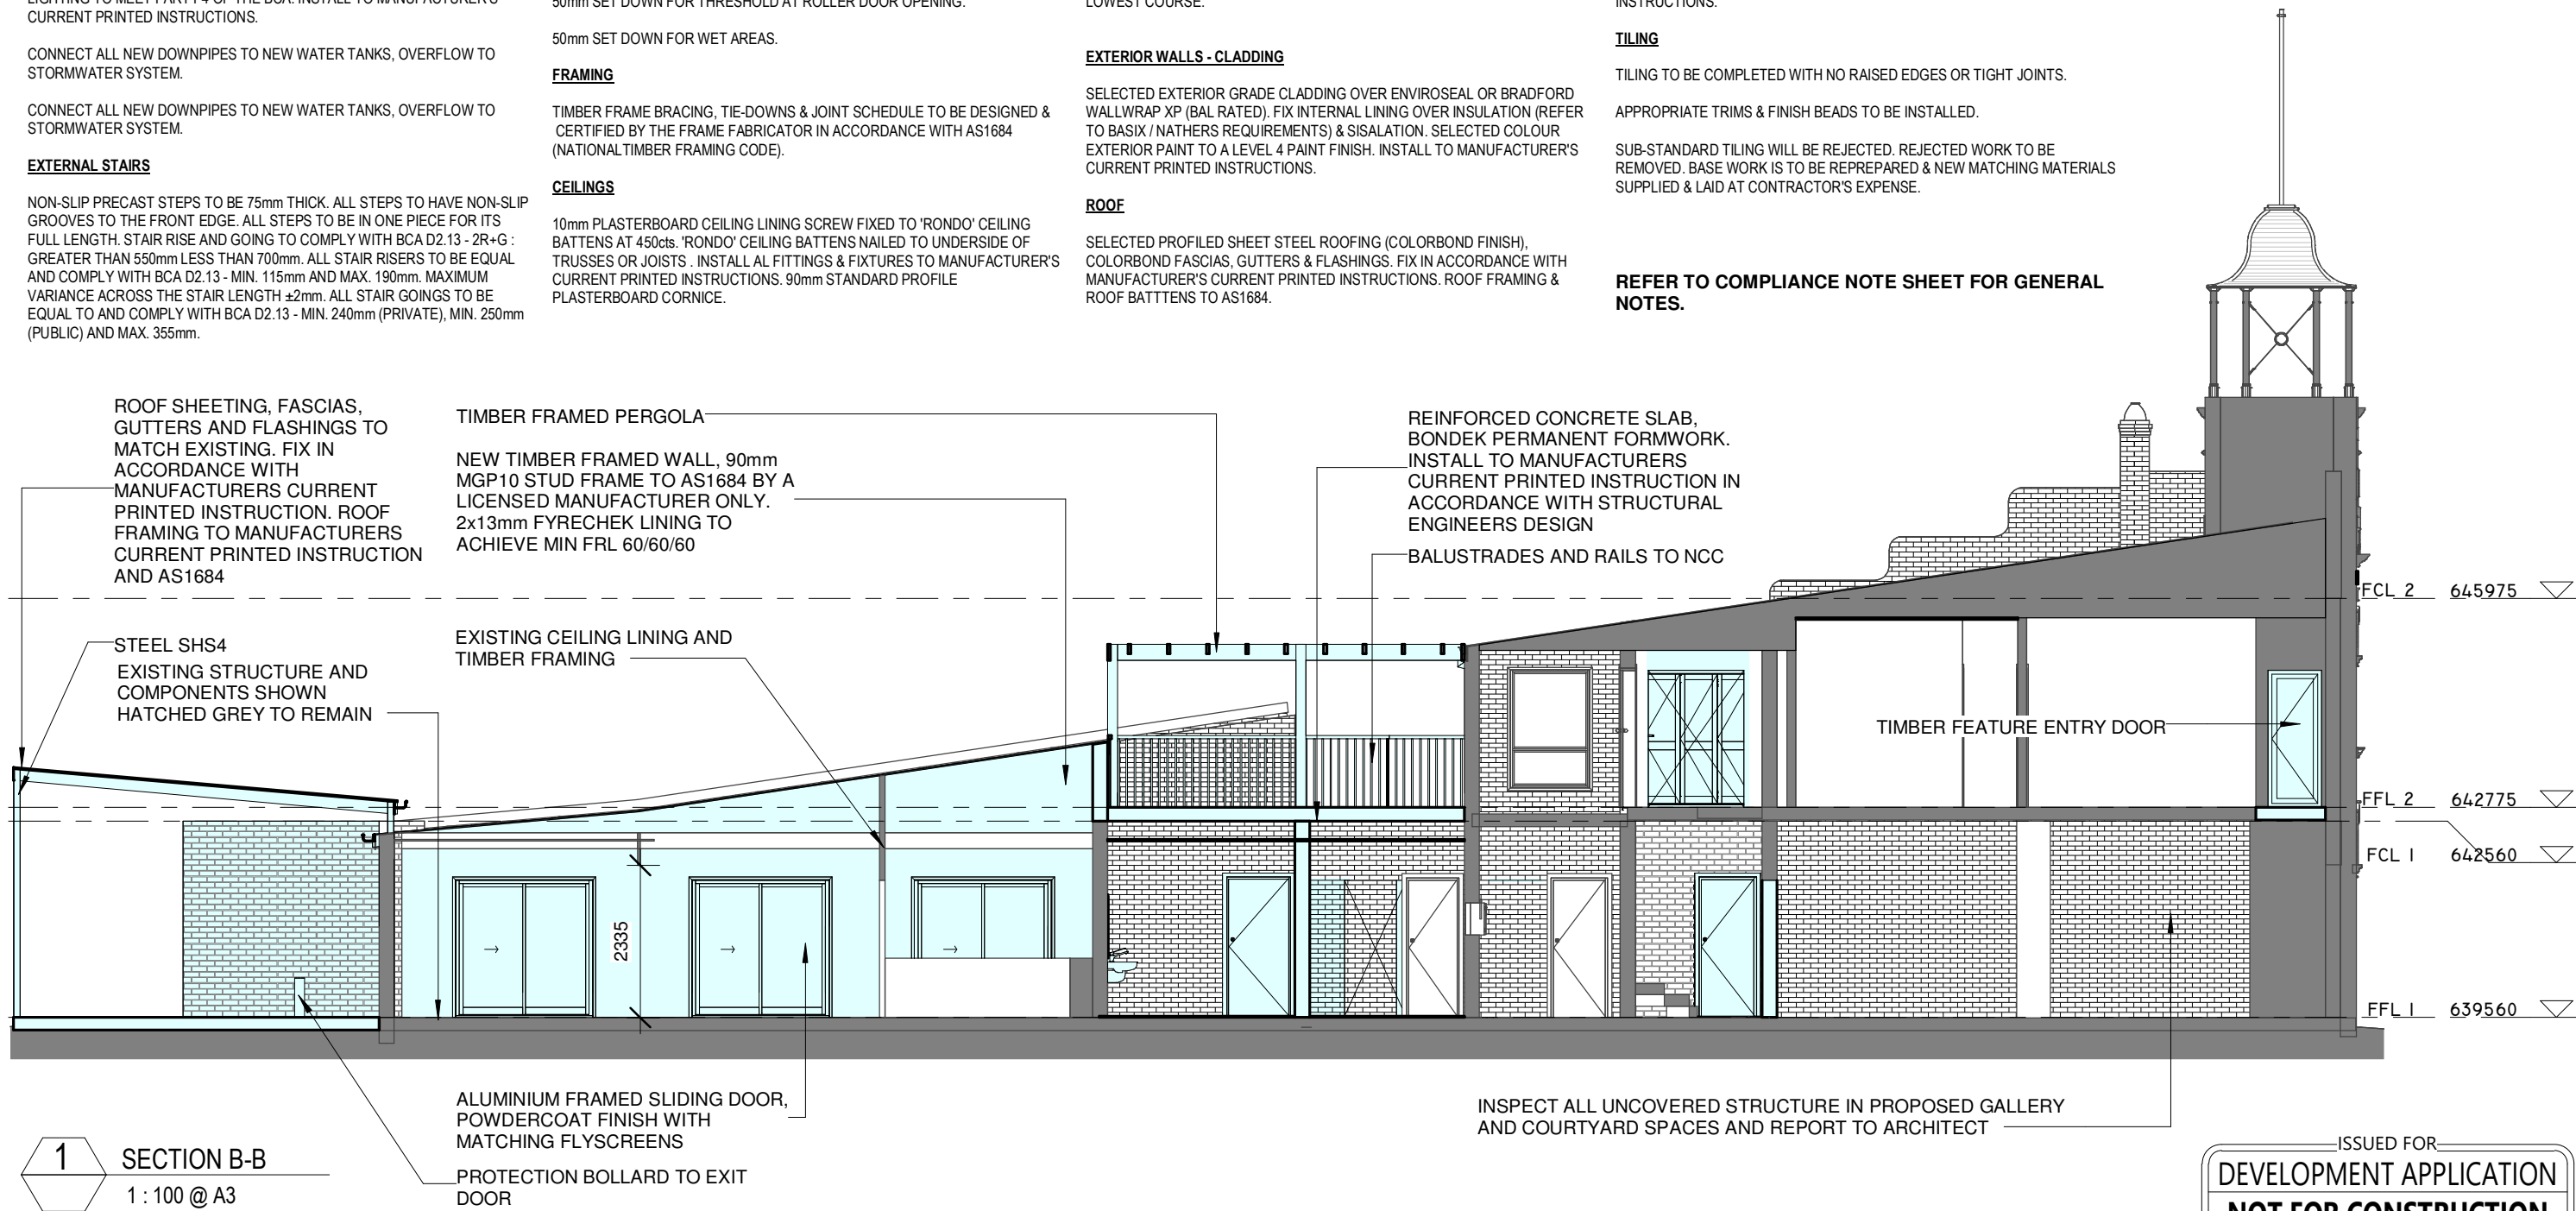 LIGHTING TO MEET PART F4 OF THE BCA. INSTALL TO MANUFACTURER'S
CURRENT PRINTED INSTRUCTIONS.
CONNECT ALL NEW DOWNPIPES TO NEW WATER TANKS, OVERFLOW TO
STORMWATER SYSTEM.
CONNECT ALL NEW DOWNPIPES TO NEW WATER TANKS, OVERFLOW TO
STORMWATER SYSTEM.
EXTERNAL STAIRS
NON-SLIP PRECAST STEPS TO BE 75mm THICK. ALL STEPS TO HAVE NON-SLIP
GROOVES TO THE FRONT EDGE. ALL STEPS TO BE IN ONE PIECE FOR ITS
FULL LENGTH. STAIR RISE AND GOING TO COMPLY WITH BCA D2.13 - 2R+G :
GREATER THAN 550mm LESS THAN 700mm. ALL STAIR RISERS TO BE EQUAL
AND COMPLY WITH BCA D2.13 - MIN. 115mm AND MAX. 190mm. MAXIMUM
VARIANCE ACROSS THE STAIR LENGTH ±2mm. ALL STAIR GOINGS TO BE
EQUAL TO AND COMPLY WITH BCA D2.13 - MIN. 240mm (PRIVATE), MIN. 250mm
(PUBLIC) AND MAX. 355mm.
50mm SET DOWN FOR THRESHOLD AT ROLLER DOOR OPENING.
50mm SET DOWN FOR WET AREAS.
FRAMING
TIMBER FRAME BRACING, TIE-DOWNS & JOINT SCHEDULE TO BE DESIGNED &
CERTIFIED BY THE FRAME FABRICATOR IN ACCORDANCE WITH AS1684
(NATIONALTIMBER FRAMING CODE).
CEILINGS
10mm PLASTERBOARD CEILING LINING SCREW FIXED TO 'RONDO' CEILING
BATTENS AT 450cts. 'RONDO' CEILING BATTENS NAILED TO UNDERSIDE OF
TRUSSES OR JOISTS . INSTALL AL FITTINGS & FIXTURES TO MANUFACTURER'S
CURRENT PRINTED INSTRUCTIONS. 90mm STANDARD PROFILE
PLASTERBOARD CORNICE.
LOWEST COURSE.
EXTERIOR WALLS - CLADDING
SELECTED EXTERIOR GRADE CLADDING OVER ENVIROSEAL OR BRADFORD
WALLWRAP XP (BAL RATED). FIX INTERNAL LINING OVER INSULATION (REFER
TO BASIX / NATHERS REQUIREMENTS) & SISALATION. SELECTED COLOUR
EXTERIOR PAINT TO A LEVEL 4 PAINT FINISH. INSTALL TO MANUFACTURER'S
CURRENT PRINTED INSTRUCTIONS.
ROOF
SELECTED PROFILED SHEET STEEL ROOFING (COLORBOND FINISH),
COLORBOND FASCIAS, GUTTERS & FLASHINGS. FIX IN ACCORDANCE WITH
MANUFACTURER'S CURRENT PRINTED INSTRUCTIONS. ROOF FRAMING &
ROOF BATTTENS TO AS1684.
INSTRUCTIONS.
TILING
TILING TO BE COMPLETED WITH NO RAISED EDGES OR TIGHT JOINTS.
APPROPRIATE TRIMS & FINISH BEADS TO BE INSTALLED.
SUB-STANDARD TILING WILL BE REJECTED. REJECTED WORK TO BE
REMOVED. BASE WORK IS TO BE REPREPARED & NEW MATCHING MATERIALS
SUPPLIED & LAID AT CONTRACTOR'S EXPENSE.
REFER TO COMPLIANCE NOTE SHEET FOR GENERAL
NOTES.
ROOF SHEETING, FASCIAS,
GUTTERS AND FLASHINGS TO
MATCH EXISTING. FIX IN
ACCORDANCE WITH
MANUFACTURERS CURRENT
PRINTED INSTRUCTION. ROOF
FRAMING TO MANUFACTURERS
CURRENT PRINTED INSTRUCTION
AND AS1684
TIMBER FRAMED PERGOLA
NEW TIMBER FRAMED WALL, 90mm
MGP10 STUD FRAME TO AS1684 BY A
LICENSED MANUFACTURER ONLY.
2x13mm FYRECHEK LINING TO
ACHIEVE MIN FRL 60/60/60
REINFORCED CONCRETE SLAB,
BONDEK PERMANENT FORMWORK.
INSTALL TO MANUFACTURERS
CURRENT PRINTED INSTRUCTION IN
ACCORDANCE WITH STRUCTURAL
ENGINEERS DESIGN
BALUSTRADES AND RAILS TO NCC
STEEL SHS4
EXISTING STRUCTURE AND
COMPONENTS SHOWN
HATCHED GREY TO REMAIN
EXISTING CEILING LINING AND
TIMBER FRAMING
TIMBER FEATURE ENTRY DOOR
FCL 2 645975
FFL 2 642775
FCL 1 642560
FFL 1 639560
2335
ALUMINIUM FRAMED SLIDING DOOR,
POWDERCOAT FINISH WITH
MATCHING FLYSCREENS
PROTECTION BOLLARD TO EXIT
DOOR
INSPECT ALL UNCOVERED STRUCTURE IN PROPOSED GALLERY
AND COURTYARD SPACES AND REPORT TO ARCHITECT
1 SECTION B-B
1 : 100 @ A3
ISSUED FOR
DEVELOPMENT APPLICATION
NOT FOR CONSTRUCTION